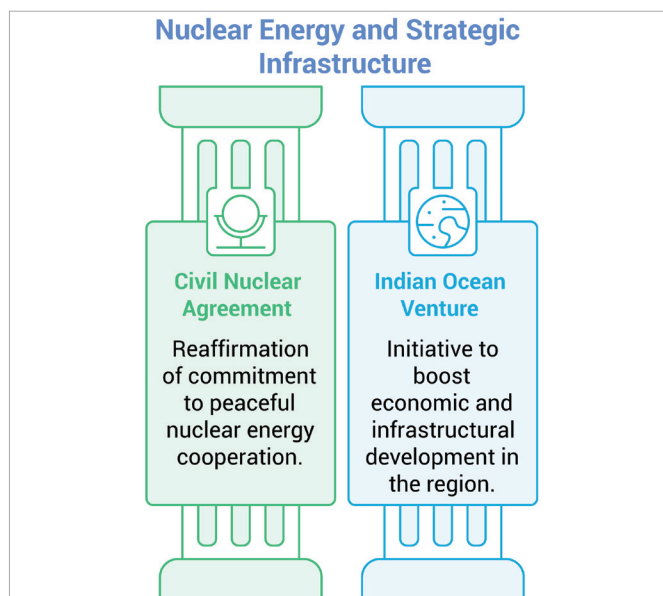 Nuclear Energy and Strategic
Infrastructure
Civil Nuclear
Agreement
Reaffirmation
of commitment
to peaceful
nuclear energy
cooperation.
Indian Ocean
Venture
Initiative to
boost
economic and
infrastructural
development in
the region.